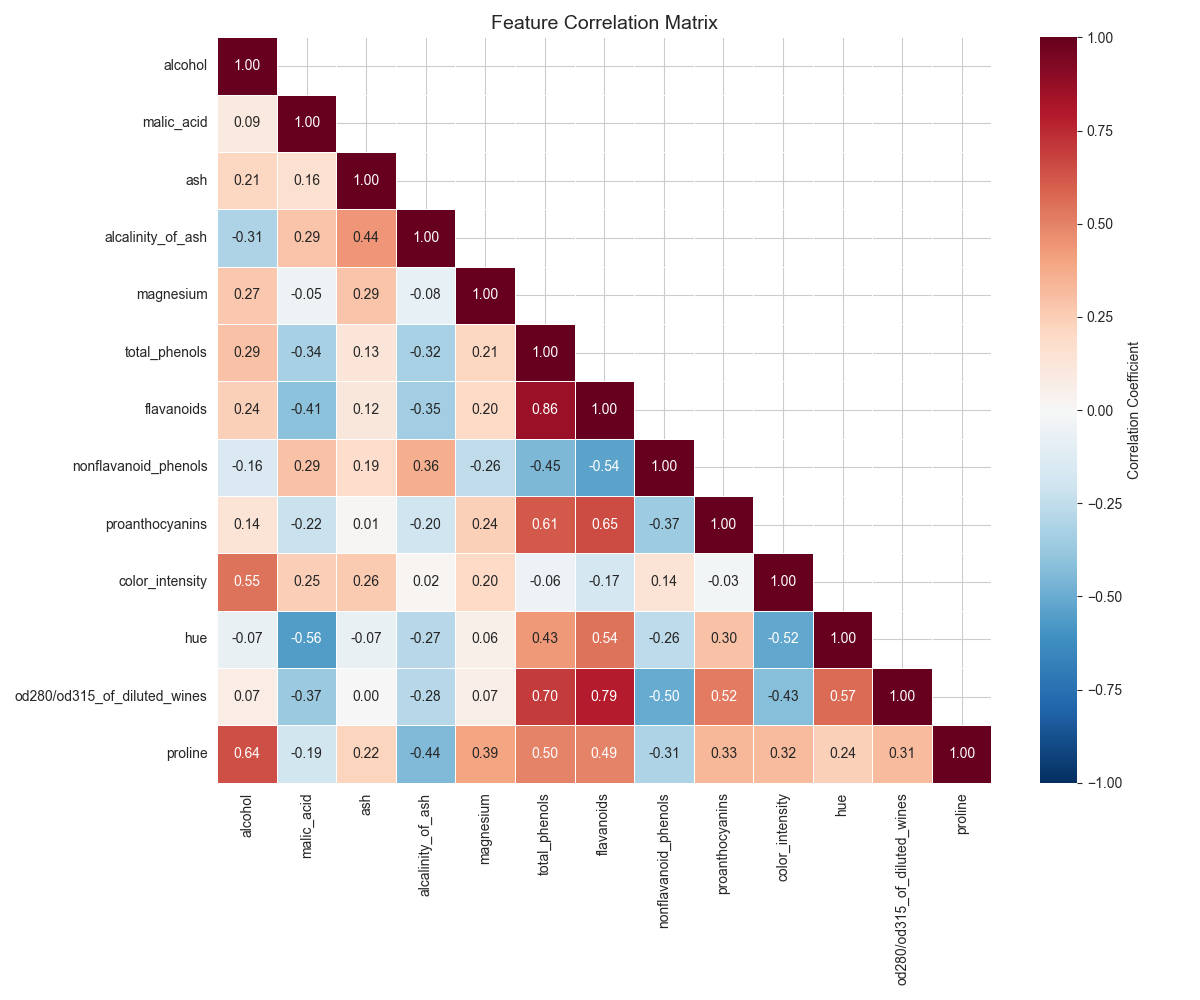 Feature Correlation Matrix
alcohol 1.00
malic_acid 0.09 1.00
ash 0.21 0.16 1.00
alcalinity_of_ash -0.31 0.29 0.44 1.00
magnesium 0.27 -0.05 0.29 -0.08 1.00
total_phenols 0.29 -0.34 0.13 -0.32 0.21 1.00
flavanoids 0.24 -0.41 0.12 -0.35 0.20 0.86 1.00
nonflavanoid_phenols -0.16 0.29 0.19 0.36 -0.26 -0.45 -0.54 1.00
proanthocyanins 0.14 -0.22 0.01 -0.20 0.24 0.61 0.65 -0.37 1.00
color_intensity 0.55 0.25 0.26 0.02 0.20 -0.06 -0.17 0.14 -0.03 1.00
hue -0.07 -0.56 -0.07 -0.27 0.06 0.43 0.54 -0.26 0.30 -0.52 1.00
od280/od315_of_diluted_wines 0.07 -0.37 0.00 -0.28 0.07 0.70 0.79 -0.50 0.52 -0.43 0.57 1.00
proline 0.64 -0.19 0.22 -0.44 0.39 0.50 0.49 -0.31 0.33 0.32 0.24 0.31 1.00
alcohol
malic_acid
ash
alcalinity_of_ash
magnesium
total_phenols
flavanoids
nonflavanoid_phenols
proanthocyanins
color_intensity
hue
od280/od315_of_diluted_wines
proline
1.00
0.75
0.50
0.25
0.00
−0.25
−0.50
−0.75
−1.00
Correlation Coefficient